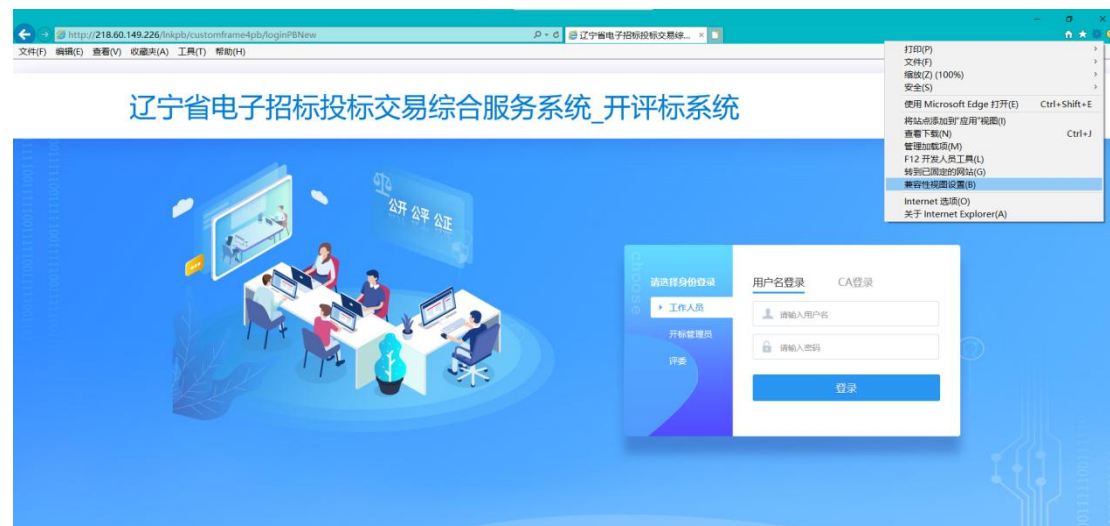 http://218.60.149.226/lnkpb/customframe4pb/loginPBNew
辽宁省电子招标投标交易综...
文件(F) 编辑(E) 查看(V) 收藏夹(A) 工具(T) 帮助(H)
打印(P)
文件(F)
缩放(Z) (100%)
安全(S)
使用 Microsoft Edge 打开(E) Ctrl+Shift+E
将站点添加到“应用”视图(I)
查看下载(N) Ctrl+J
管理加载项(M)
F12 开发人员工具(L)
转到已固定的网站(G)
兼容性视图设置(B)
Internet 选项(O)
关于 Internet Explorer(A)
辽宁省电子招标投标交易综合服务系统_开评标系统
公开 公平 公正
choose
请选择身份登录
工作人员
开标管理员
评委
用户名登录 CA登录
请输入用户名
请输入密码
登录